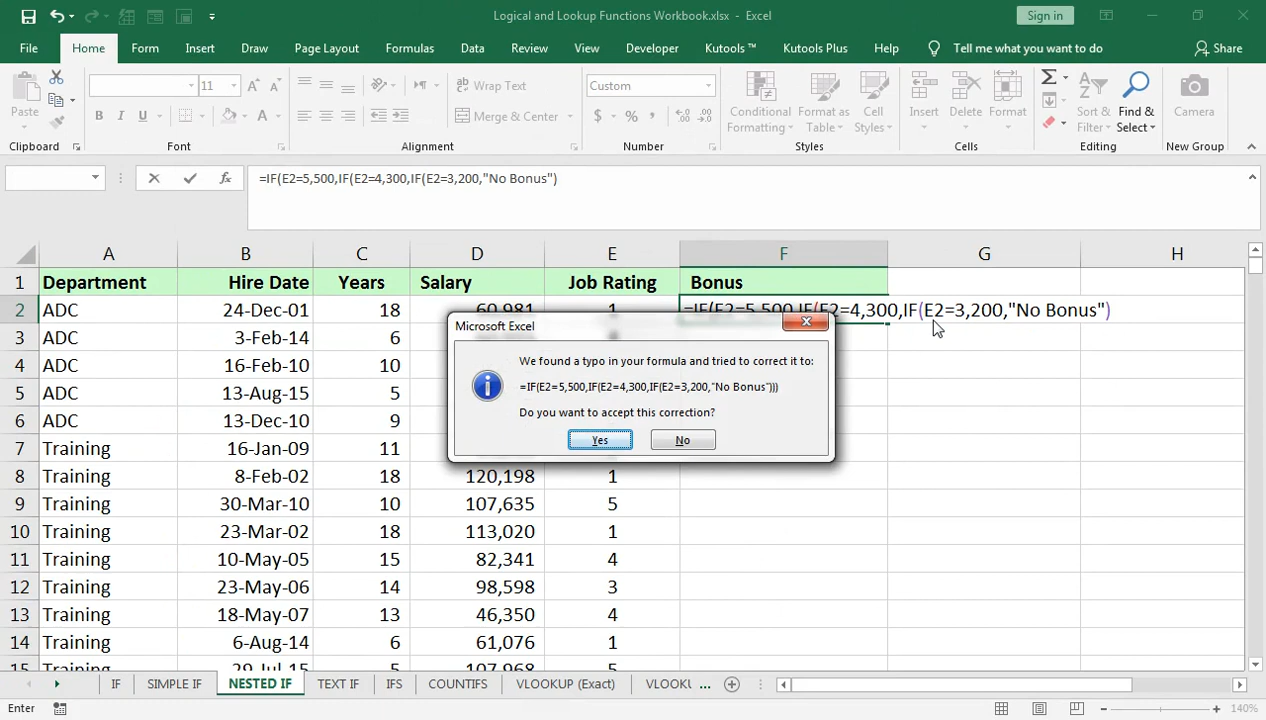 Logical and Lookup Functions Workbook.xlsx - Excel
Sign in
File Home Form Insert Draw Page Layout Formulas Data Review View Developer Kutools ™ Kutools Plus Help Tell me what you want to do Share
Paste
11
Wrap Text
Merge & Center
Custom
Conditional Formatting
Format as Table
Cell Styles
Insert
Delete
Format
Sort & Filter
Find & Select
Camera
Clipboard Font Alignment Number Styles Cells Editing New Group
=IF(E2=5,500,IF(E2=4,300,IF(E2=3,200,"No Bonus")
A B C D E F G H
1 Department Hire Date Years Salary Job Rating Bonus
2 ADC 24-Dec-01 18 60,981 1 =IF(E2=5,500,IF(E2=4,300,IF(E2=3,200,"No Bonus")
3 ADC 3-Feb-14 6
4 ADC 16-Feb-10 10
5 ADC 13-Aug-15 5
6 ADC 13-Dec-10 9
7 Training 16-Jan-09 11
8 Training 8-Feb-02 18 120,198 1
9 Training 30-Mar-10 10 107,635 5
10 Training 23-Mar-02 18 113,020 1
11 Training 10-May-05 15 82,341 4
12 Training 23-May-06 14 98,598 3
13 Training 18-May-07 13 46,350 4
14 Training 6-Aug-14 6 61,076 1
15 Training 29-Jul-15 5 107,968 5
Microsoft Excel
We found a typo in your formula and tried to correct it to:
=IF(E2=5,500,IF(E2=4,300,IF(E2=3,200,"No Bonus")))
Do you want to accept this correction?
Yes No
IF SIMPLE IF NESTED IF TEXT IF IFS COUNTIFS VLOOKUP (Exact) VLOOKU ...
Enter
140%